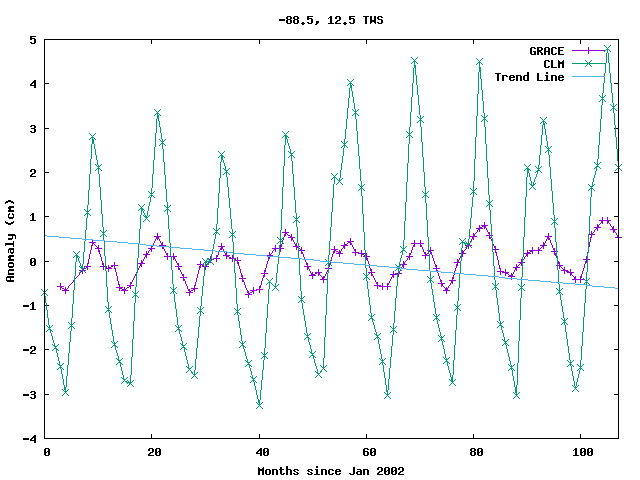 -88.5, 12.5 TWS
GRACE
CLM
Trend Line
5
4
3
2
1
0
-1
-2
-3
-4
Anomaly (cm)
0 20 40 60 80 100
Months since Jan 2002